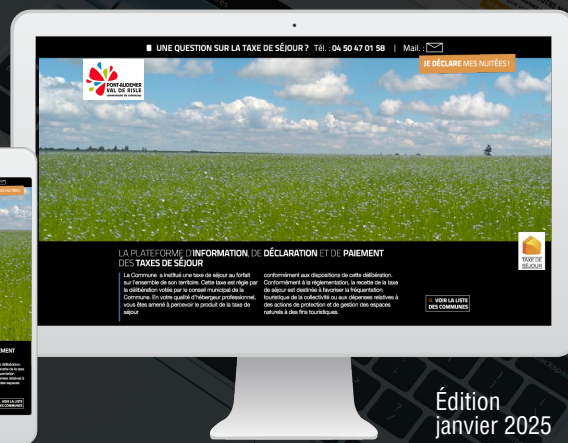 UNE QUESTION SUR LA TAXE DE SÉJOUR ? Tél. : 04 50 47 01 58 | Mail. :
JE DÉCLARE MES NUITÉES !
PONT-AUDEMER
VAL DE RISLE
communauté de communes
LA PLATEFORME D'INFORMATION, DE DÉCLARATION ET DE PAIEMENT
DES TAXES DE SÉJOUR
La Commune a institué une taxe de séjour au forfait
sur l'ensemble de son territoire. Cette taxe est régie par
la délibération votée par le conseil municipal de la
Commune. En votre qualité d'hébergeur professionnel,
vous êtes amené à percevoir le produit de la taxe de
séjour
conformément aux dispositions de cette délibération.
Conformément à la réglementation, la recette de la taxe
de séjour est destinée à favoriser la fréquentation
touristique de la collectivité ou aux dépenses relatives à
des actions de protection et de gestion des espaces
naturels à des fins touristiques.
TAXE DE
SÉJOUR
VOIR LA LISTE
DES COMMUNES
Édition
janvier 2025